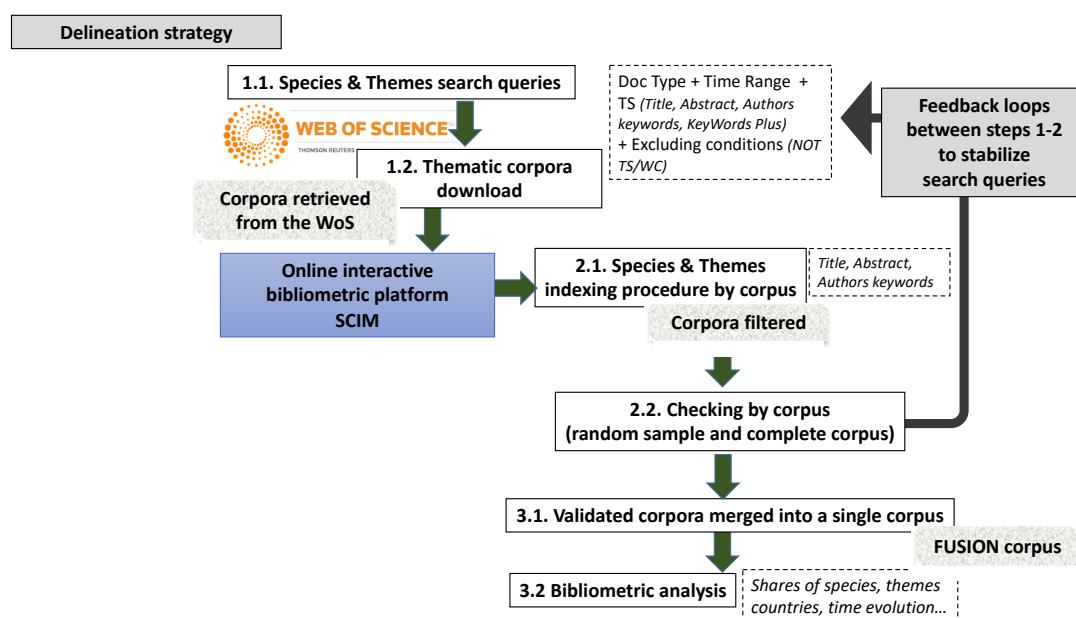 Delineation strategy
1.1. Species & Themes search queries
WEB OF SCIENCE
THOMSON REUTERS
Doc Type + Time Range +
TS (Title, Abstract, Authors
keywords, KeyWords Plus)
+ Excluding conditions (NOT
TS/WC)
Feedback loops
between steps 1-2
to stabilize
search queries
1.2. Thematic corpora
download
Corpora retrieved
from the WoS
Online interactive
bibliometric platform
SCIM
2.1. Species & Themes
indexing procedure by corpus
Title, Abstract,
Authors keywords
Corpora filtered
2.2. Checking by corpus
(random sample and complete corpus)
3.1. Validated corpora merged into a single corpus
FUSION corpus
3.2 Bibliometric analysis
Shares of species, themes
countries, time evolution…